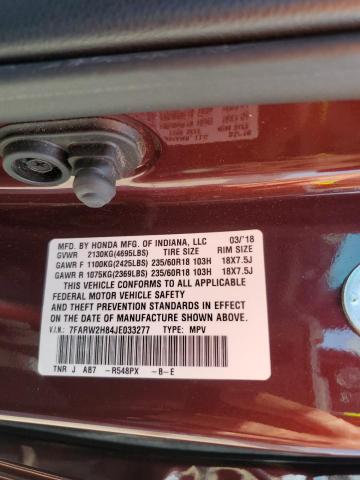 MFD. BY HONDA MFG. OF INDIANA, LLC 03/'18
GVWR 2130KG(4695LBS) TIRE SIZE RIM SIZE
GAWR F 1100KG(2425LBS) 235/60R18 103H 18X7.5J
GAWR R 1075KG(2369LBS) 235/60R18 103H 18X7.5J
THIS VEHICLE CONFORMS TO ALL APPLICABLE
FEDERAL MOTOR VEHICLE SAFETY
AND THEFT PREVENTION STANDARDS IN EFFECT
ON THE DATE OF MANUFACTURE SHOWN ABOVE.
V.I.N.: 7FARW2H84JE033277 TYPE: MPV
TNR J AB7 -R548PX -B-E